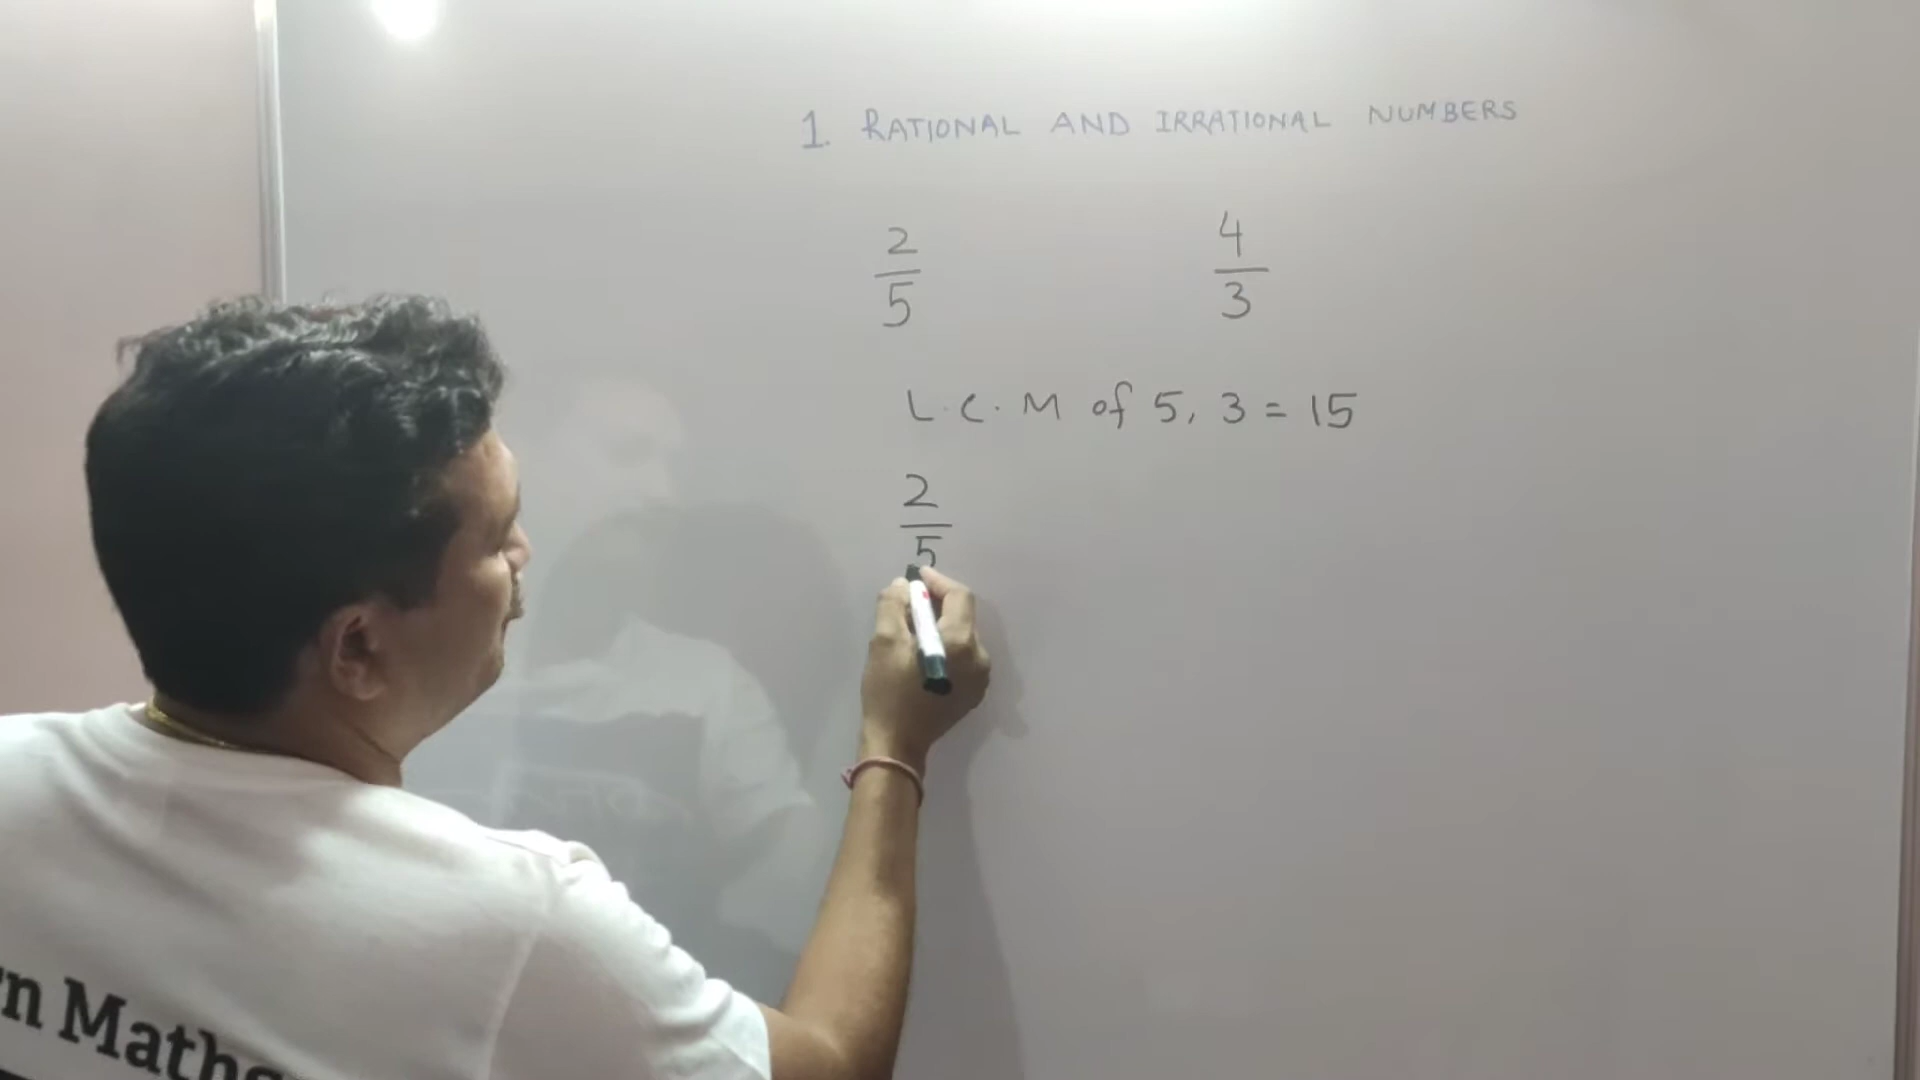 1. RATIONAL AND IRRATIONAL NUMBERS
2/5 4/3
L.C.M of 5, 3 = 15
2/5
Maths